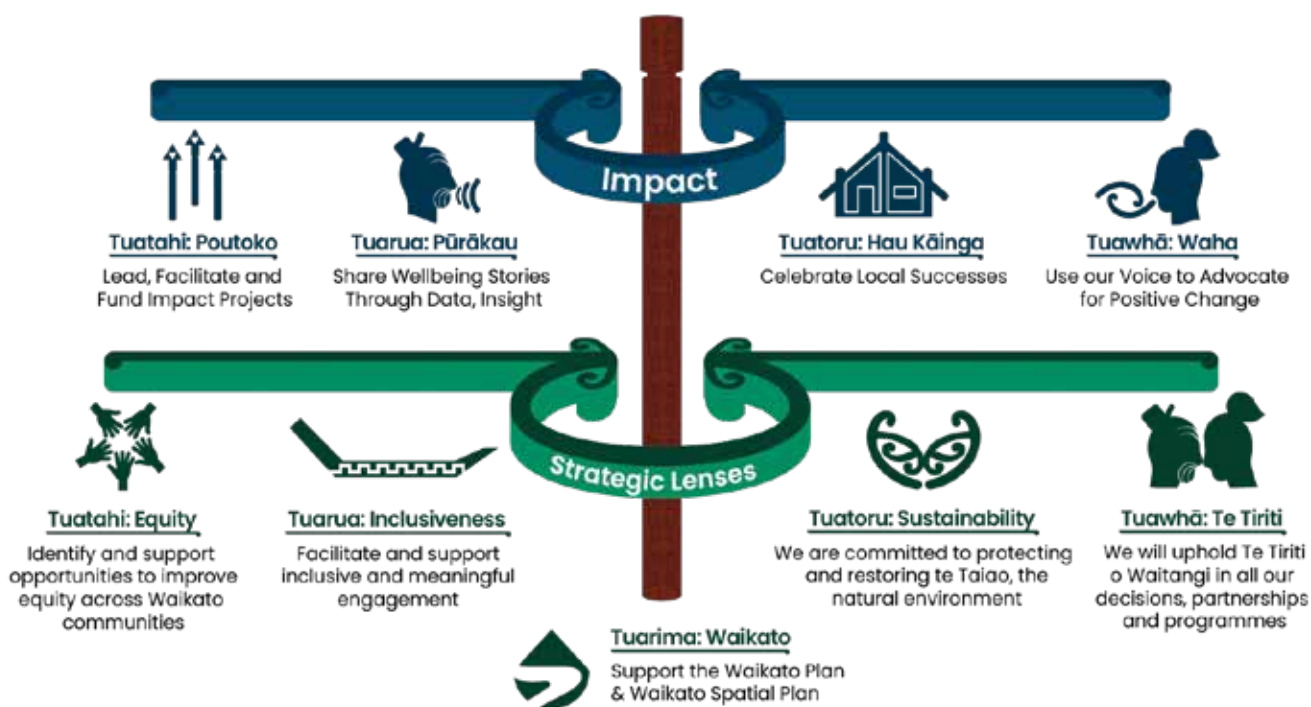 Impact
Tuatahi: Poutoko
Lead, Facilitate and
Fund Impact Projects
Tuarua: Pūrākau
Share Wellbeing Stories
Through Data, Insight
Tuatoru: Hau Kāinga
Celebrate Local Successes
Tuawhā: Waha
Use our Voice to Advocate
for Positive Change
Strategic Lenses
Tuatahi: Equity
Identify and support
opportunities to improve
equity across Waikato
communities
Tuarua: Inclusiveness
Facilitate and support
inclusive and meaningful
engagement
Tuatoru: Sustainability
We are committed to protecting
and restoring te Taiao, the
natural environment
Tuawhā: Te Tiriti
We will uphold Te Tiriti
o Waitangi in all our
decisions, partnerships
and programmes
Tuarima: Waikato
Support the Waikato Plan
& Waikato Spatial Plan